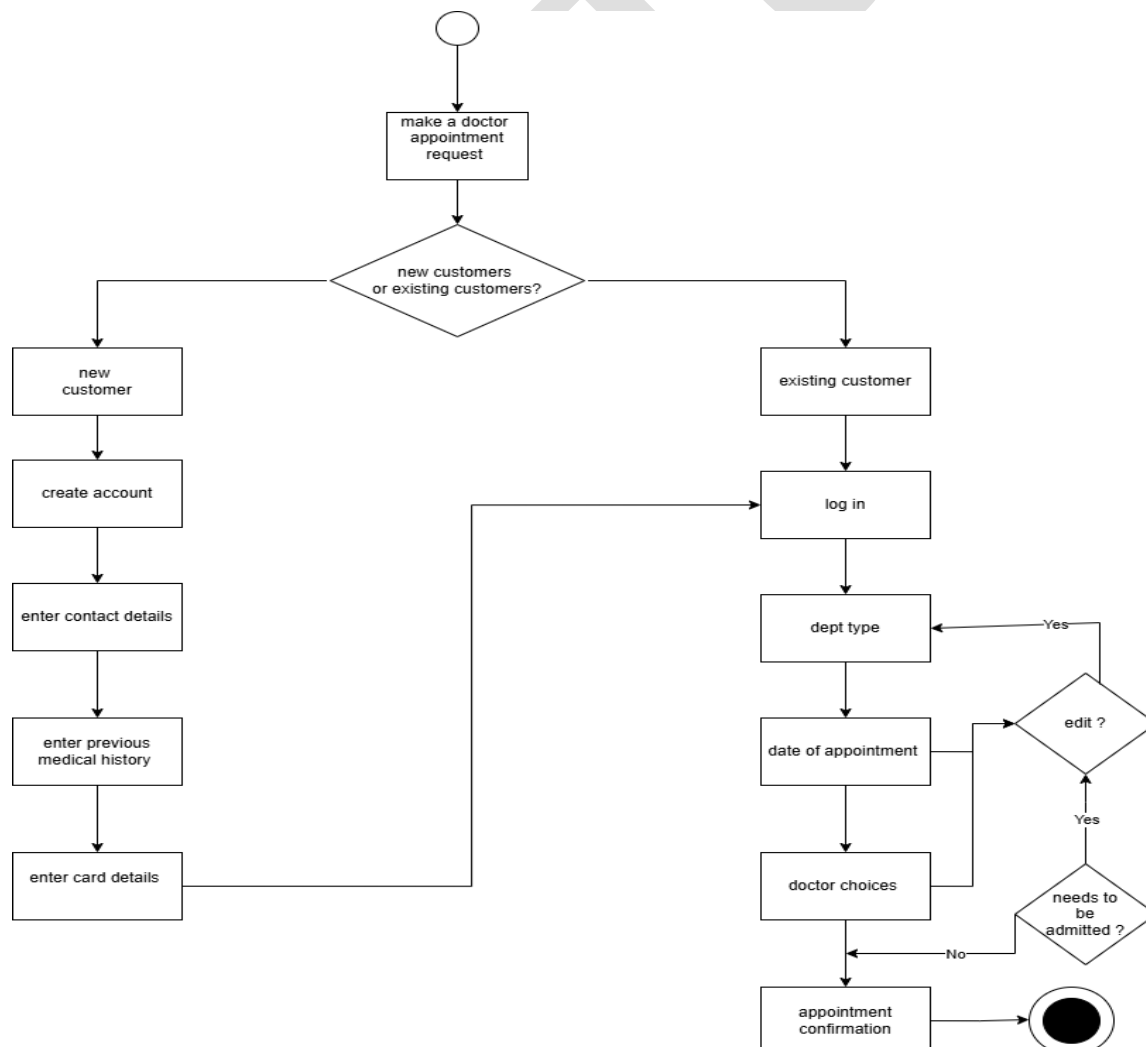 make a doctor
appointment
request
new customers
or existing customers?
new
customer
existing customer
create account
log in
enter contact details
dept type
Yes
enter previous
medical history
date of appointment
edit ?
Yes
enter card details
doctor choices
needs to
be
admitted ?
No
appointment
confirmation